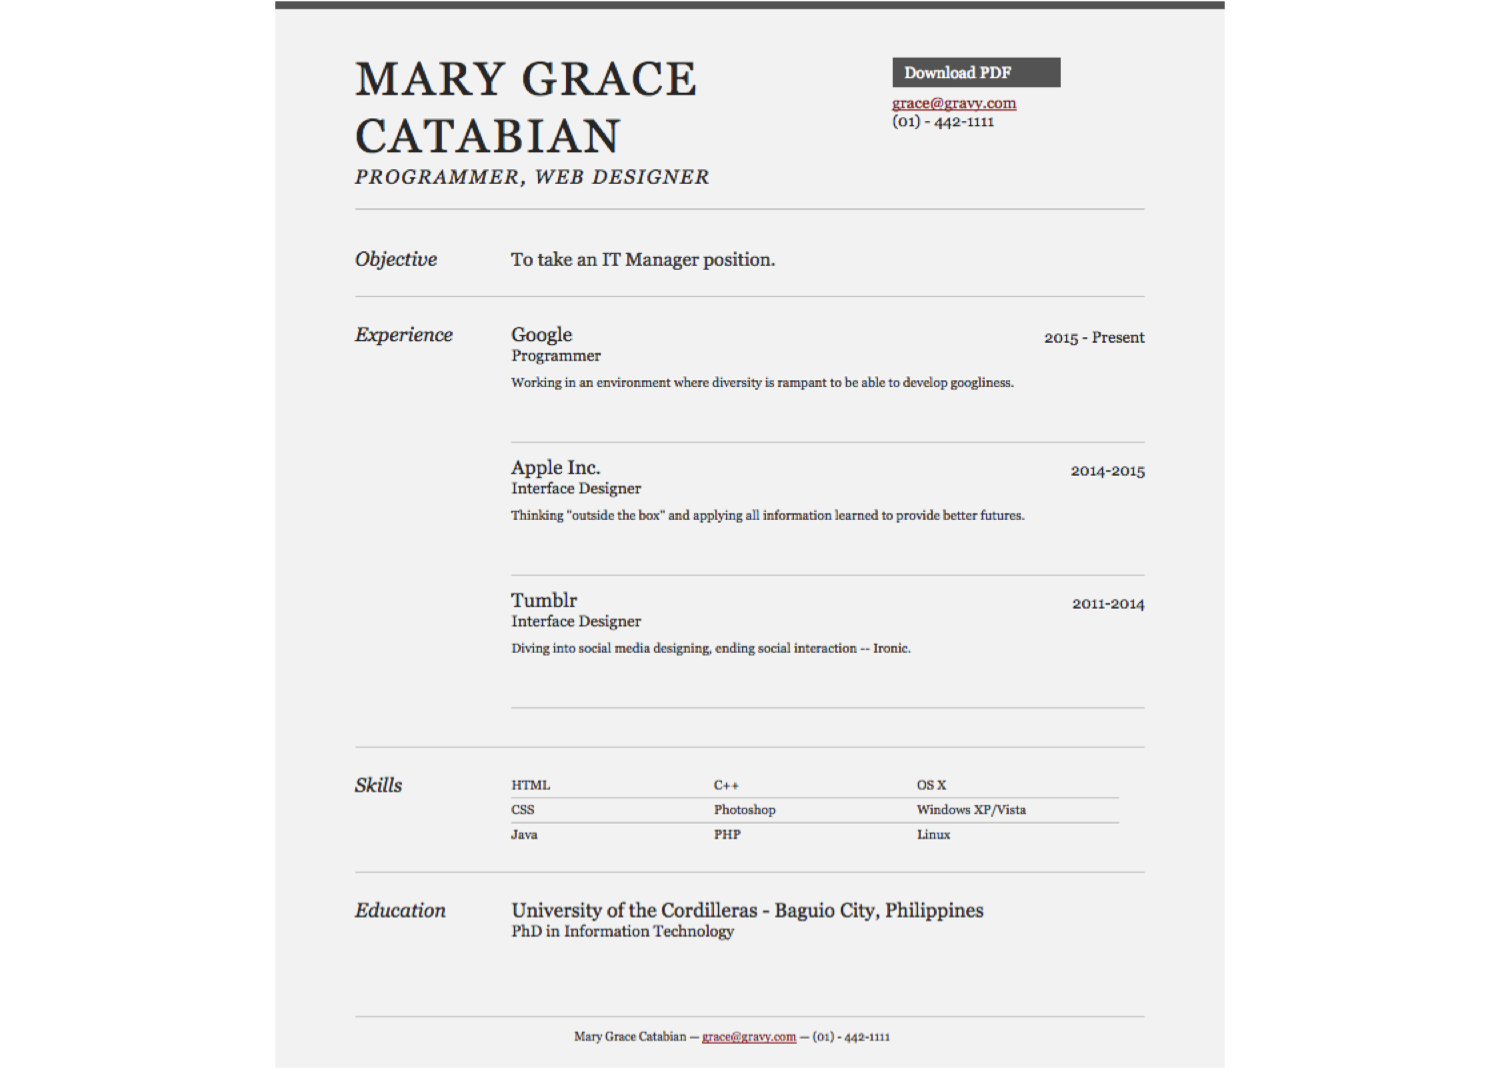 MARY GRACE
CATABIAN
PROGRAMMER, WEB DESIGNER
Download PDF
grace@gravy.com
(01) - 442-1111
Objective
To take an IT Manager position.
Experience
Google
2015 - Present
Programmer
Working in an environment where diversity is rampant to be able to develop googliness.
Apple Inc.
2014-2015
Interface Designer
Thinking "outside the box" and applying all information learned to provide better futures.
Tumblr
2011-2014
Interface Designer
Diving into social media designing, ending social interaction -- Ironic.
Skills
HTML C++ OS X
CSS Photoshop Windows XP/Vista
Java PHP Linux
Education
University of the Cordilleras - Baguio City, Philippines
PhD in Information Technology
Mary Grace Catabian — grace@gravy.com — (01) - 442-1111